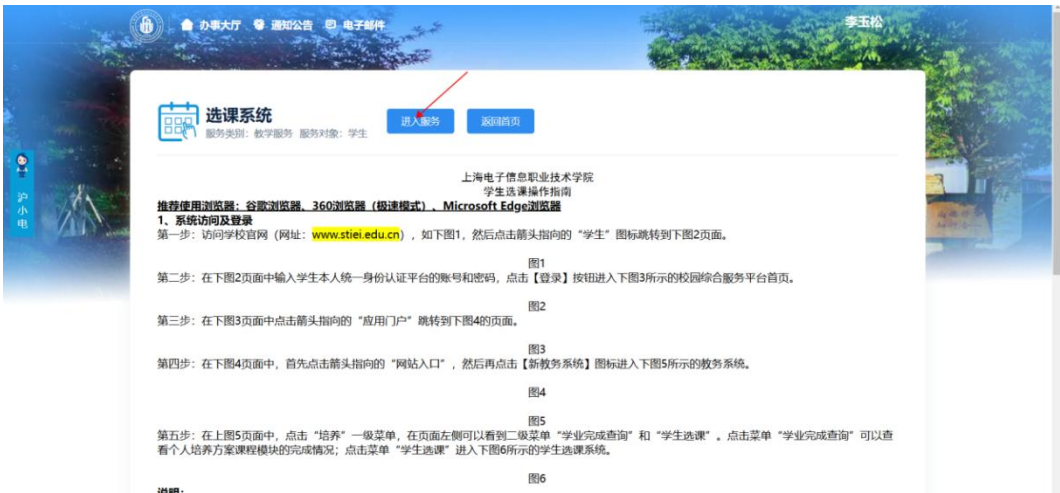 办事大厅 通知公告 电子邮件
李玉松
选课系统
服务类别：教学服务 服务对象：学生
进入服务
返回首页
沪小电
上海电子信息职业技术学院
学生选课操作指南
推荐使用浏览器：谷歌浏览器、360浏览器（极速模式）、Microsoft Edge浏览器
1、系统访问及登录
第一步：访问学校官网（网址：www.stiei.edu.cn），如下图1，然后点击箭头指向的“学生”图标跳转到下图2页面。
图1
第二步：在下图2页面中输入学生本人统一身份认证平台的账号和密码，点击【登录】按钮进入下图3所示的校园综合服务平台首页。
图2
第三步：在下图3页面中点击箭头指向的“应用门户”跳转到下图4的页面。
图3
第四步：在下图4页面中，首先点击箭头指向的“网站入口”，然后再点击【新教务系统】图标进入下图5所示的教务系统。
图4
图5
第五步：在上图5页面中，点击“培养”一级菜单，在页面左侧可以看到二级菜单“学业完成查询”和“学生选课”。点击菜单“学业完成查询”可以查
看个人培养方案课程模块的完成情况；点击菜单“学生选课”进入下图6所示的学生选课系统。
图6
说明：